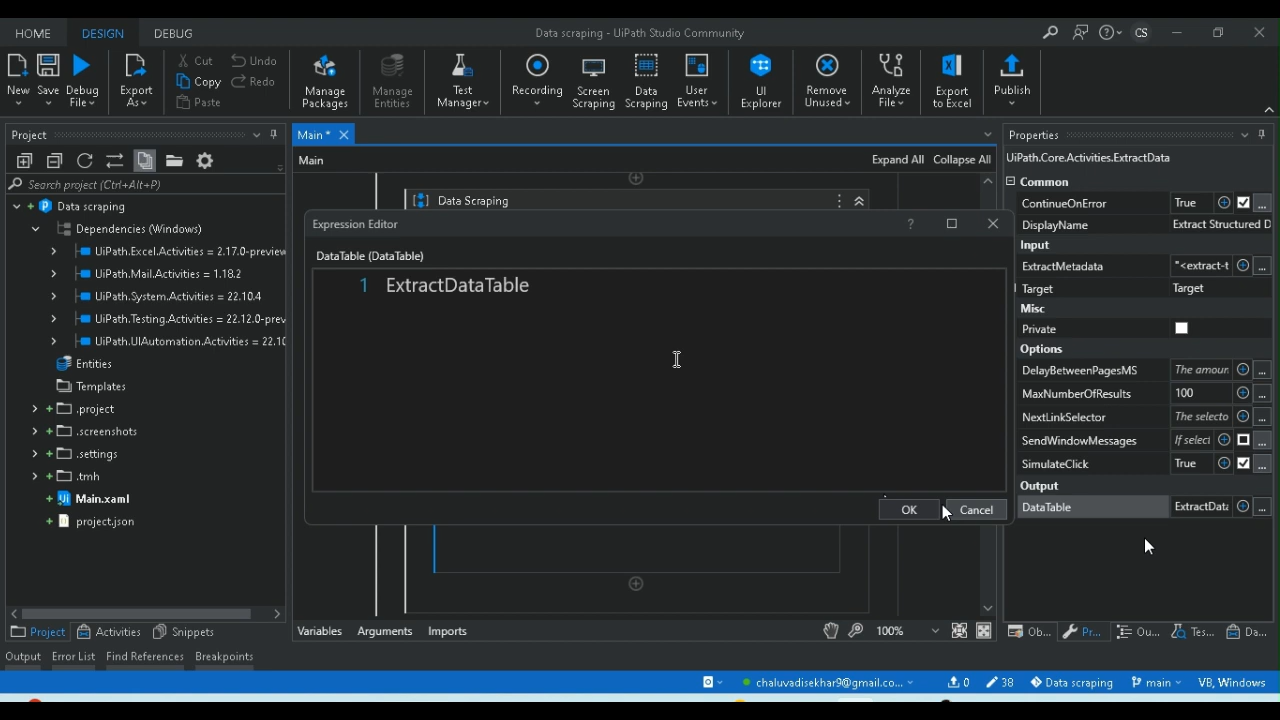 HOME DESIGN DEBUG Data scraping - UiPath Studio Community CS
New Save Debug File Export As Cut Copy Paste Undo Redo Manage Packages Manage Entities Test Manager Recording Screen Scraping Data Scraping User Events UI Explorer Remove Unused Analyze File Export to Excel Publish
Project
Search project (Ctrl+Alt+P)
Data scraping
Dependencies (Windows)
UiPath.Excel.Activities = 2.17.0-preview
UiPath.Mail.Activities = 1.18.2
UiPath.System.Activities = 22.10.4
UiPath.Testing.Activities = 22.12.0-prev
UiPath.UIAutomation.Activities = 22.10
Entities
Templates
.project
.screenshots
.settings
.tmh
Main.xaml
project.json
Project Activities Snippets
Main *
Main Expand All Collapse All
Data Scraping
Expression Editor ?
DataTable (DataTable)
1 ExtractDataTable
OK Cancel
Variables Arguments Imports 100%
Properties
UiPath.Core.Activities.ExtractData
Common
ContinueOnError True ...
DisplayName Extract Structured D
Input
ExtractMetadata "<extract-t ...
Target Target
Misc
Private
Options
DelayBetweenPagesMS The amoun ...
MaxNumberOfResults 100 ...
NextLinkSelector The selecto ...
SendWindowMessages If select ...
SimulateClick True ...
Output
DataTable ExtractData ...
Ob... Pr... Ou... Tes... Da...
Output Error List Find References Breakpoints
chaluvadisekhar9@gmail.co... 0 38 Data scraping main VB, Windows